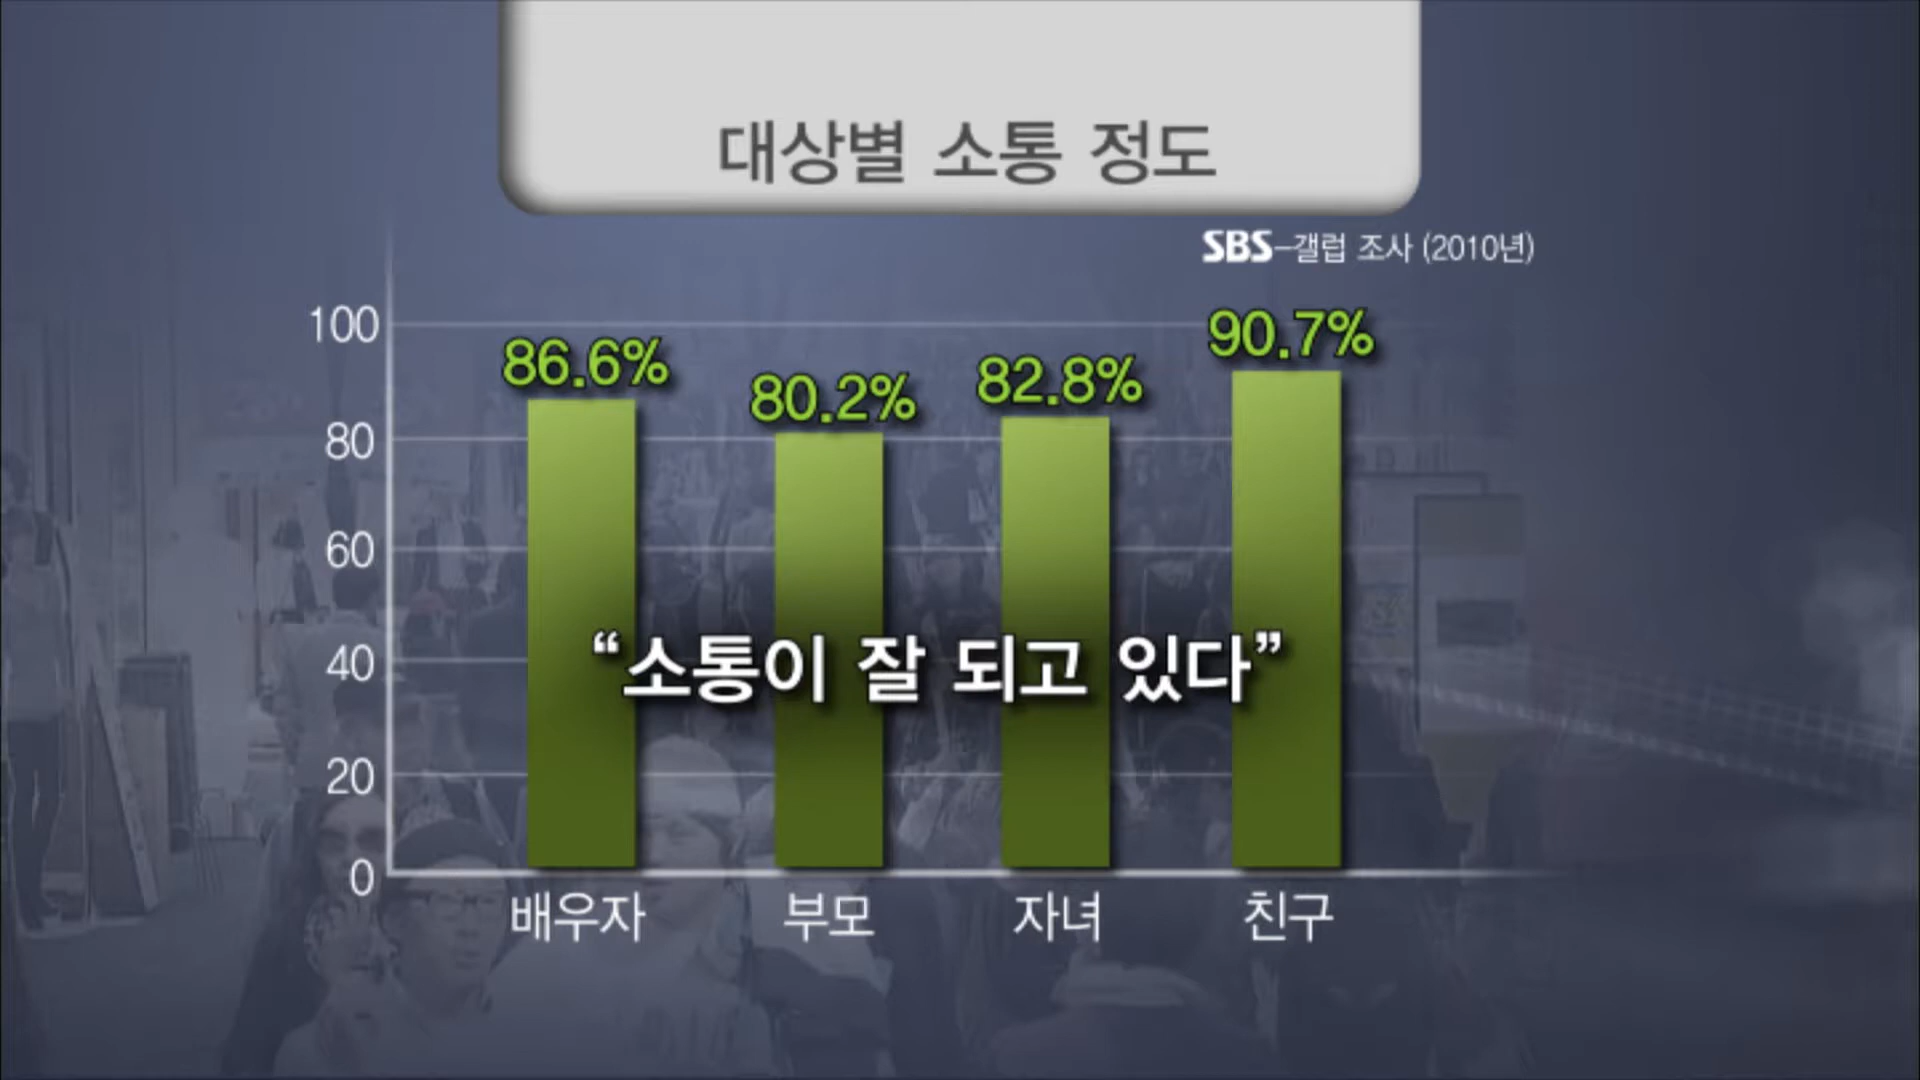 대상별 소통 정도
SBS-갤럽 조사 (2010년)
100
80
60
40
20
0
86.6%
80.2%
82.8%
90.7%
“소통이 잘 되고 있다”
배우자
부모
자녀
친구